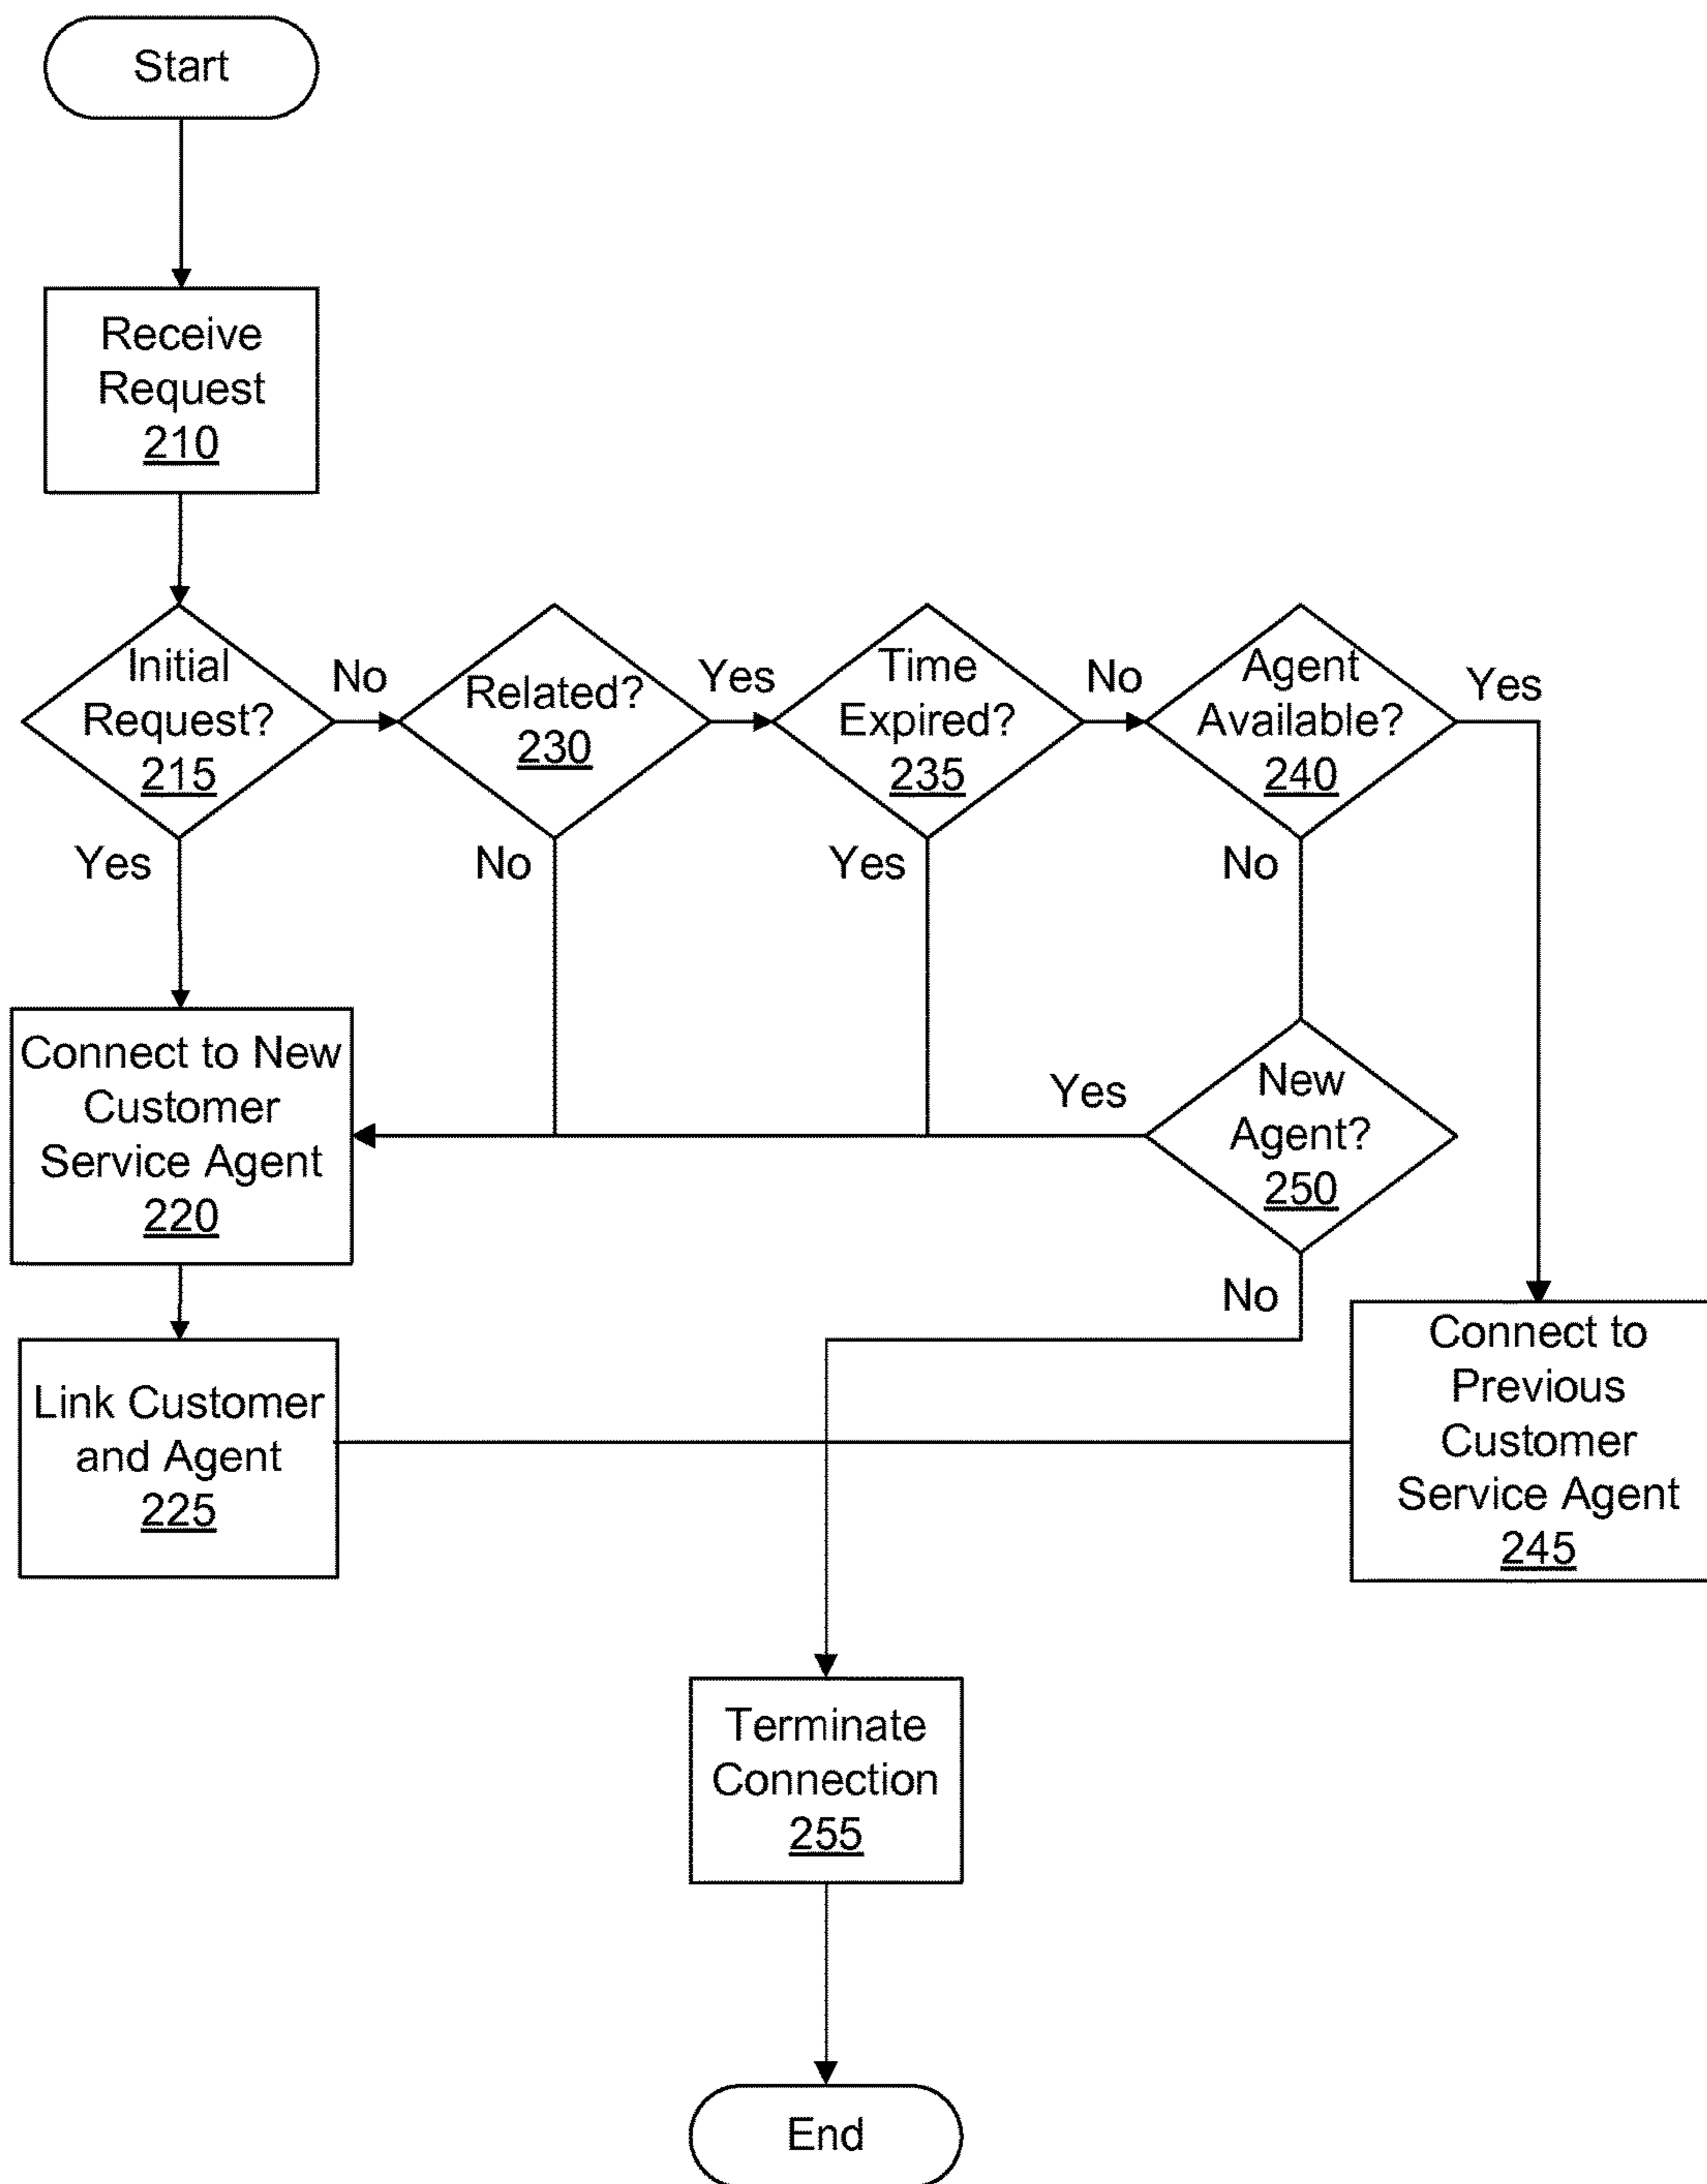 Start
Receive
Request
210
Initial
Request?
215
No
Related?
230
Yes
Time
Expired?
235
No
Agent
Available?
240
Yes
Yes
No
Yes
No
Connect to New
Customer
Service Agent
220
Yes
New
Agent?
250
No
Link Customer
and Agent
225
Connect to
Previous
Customer
Service Agent
245
Terminate
Connection
255
End